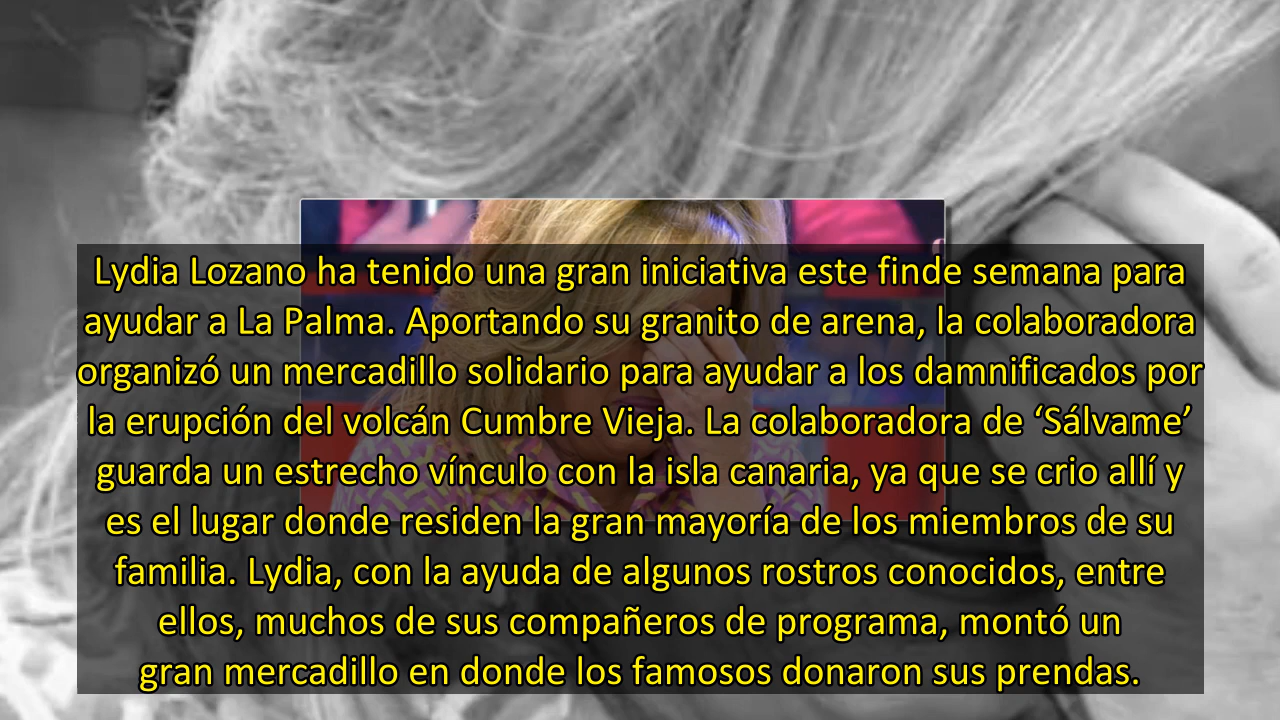 Lydia Lozano ha tenido una gran iniciativa este finde semana para
ayudar a La Palma. Aportando su granito de arena, la colaboradora
organizó un mercadillo solidario para ayudar a los damnificados por
la erupción del volcán Cumbre Vieja. La colaboradora de ‘Sálvame’
guarda un estrecho vínculo con la isla canaria, ya que se crio allí y
es el lugar donde residen la gran mayoría de los miembros de su
familia. Lydia, con la ayuda de algunos rostros conocidos, entre
ellos, muchos de sus compañeros de programa, montó un
gran mercadillo en donde los famosos donaron sus prendas.